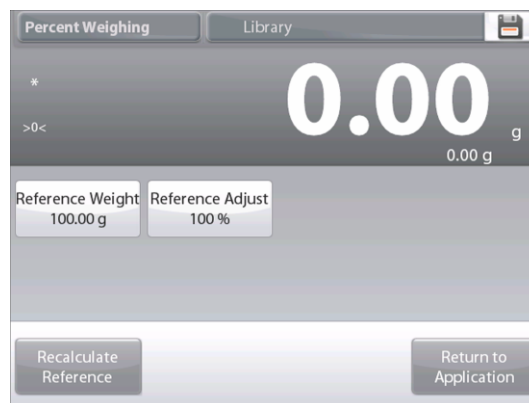 Percent Weighing
Library
*
0.00
>0<
g
0.00 g
Reference Weight
100.00 g
Reference Adjust
100 %
Recalculate
Reference
Return to
Application